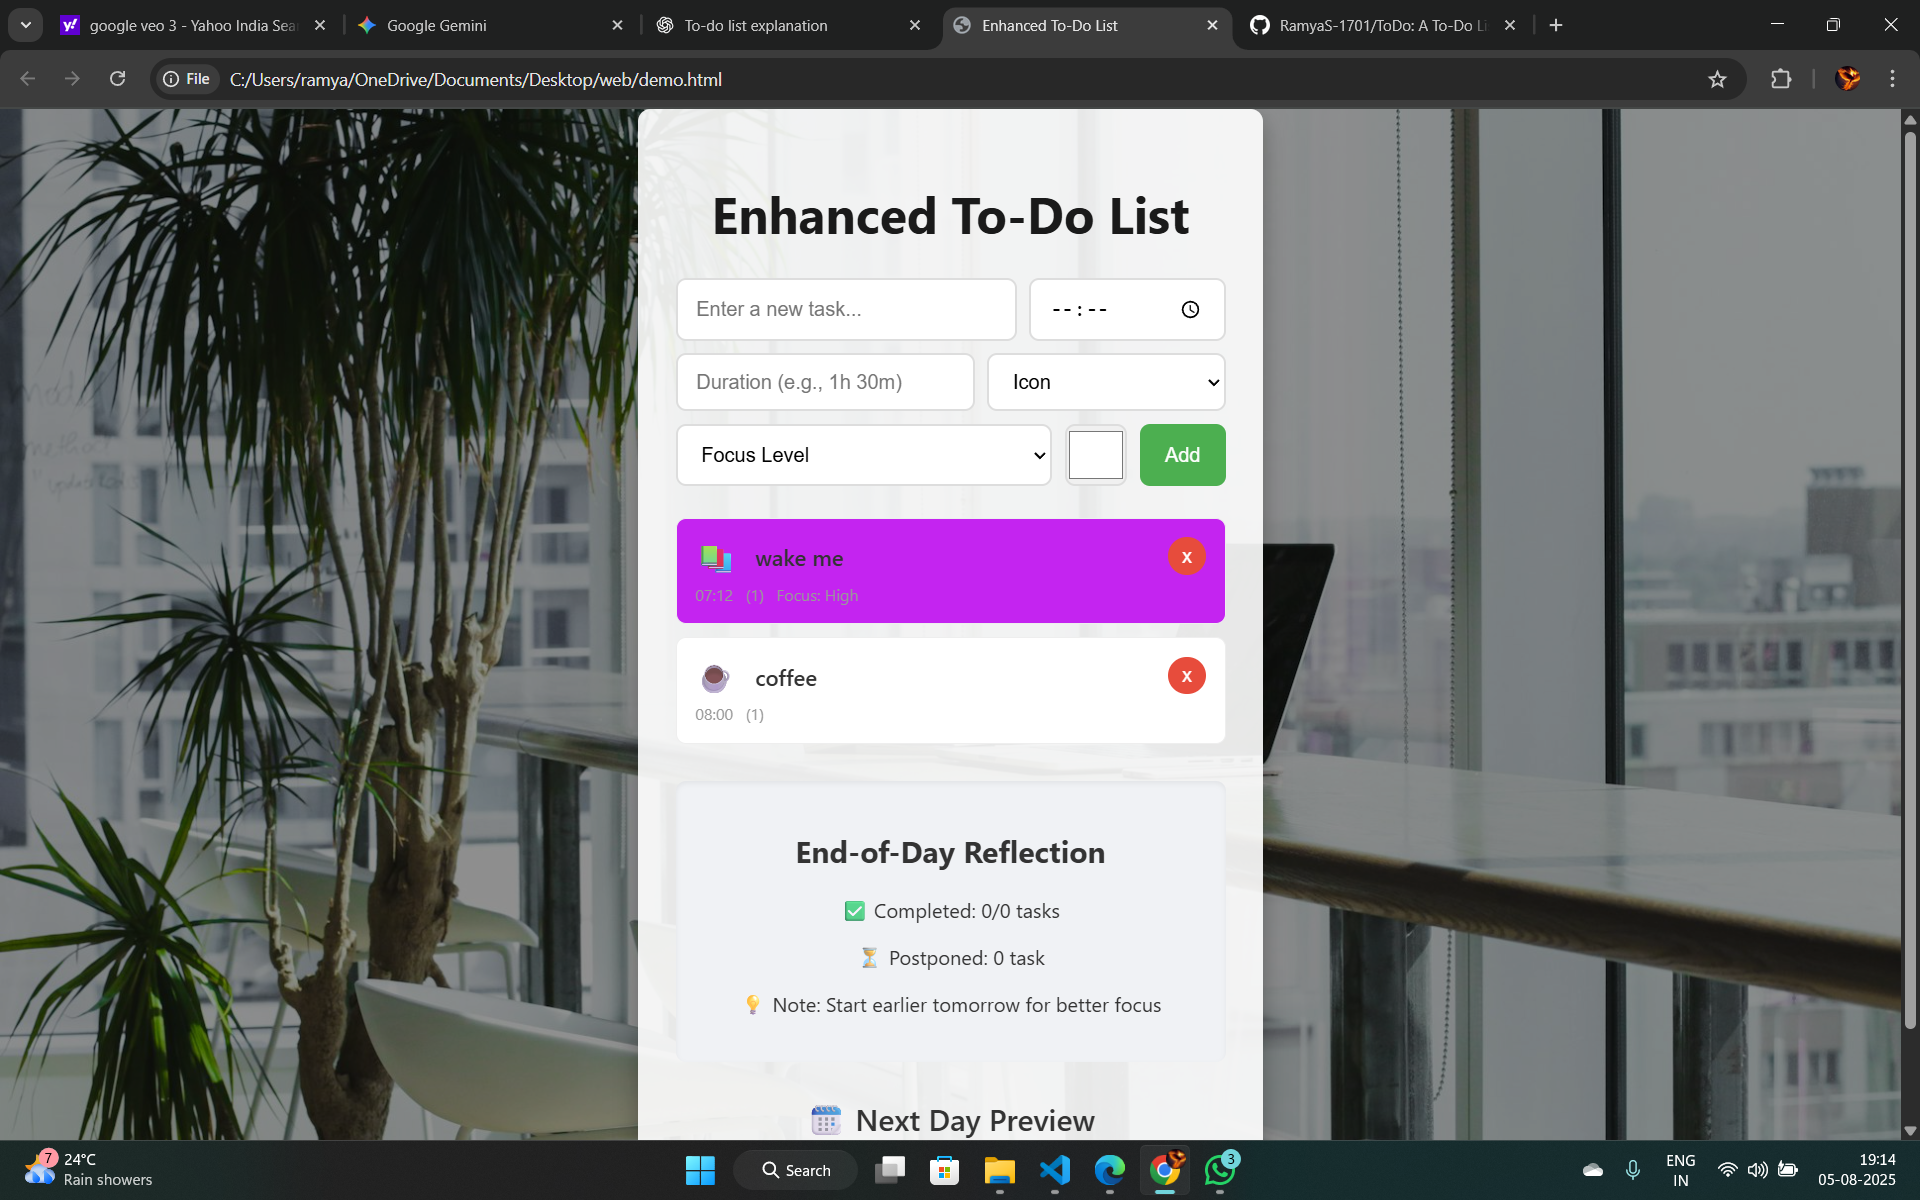 google veo 3 - Yahoo India Sea
Google Gemini
To-do list explanation
Enhanced To-Do List
RamyaS-1701/ToDo: A To-Do Li
File
C:/Users/ramya/OneDrive/Documents/Desktop/web/demo.html
Enhanced To-Do List
Enter a new task...
--:--
Duration (e.g., 1h 30m)
Icon
Focus Level
Add
wake me
x
07:12 (1) Focus: High
coffee
x
08:00 (1)
End-of-Day Reflection
✅ Completed: 0/0 tasks
⏳ Postponed: 0 task
💡 Note: Start earlier tomorrow for better focus
Next Day Preview
7
24°C
Rain showers
Search
3
ENG
IN
19:14
05-08-2025